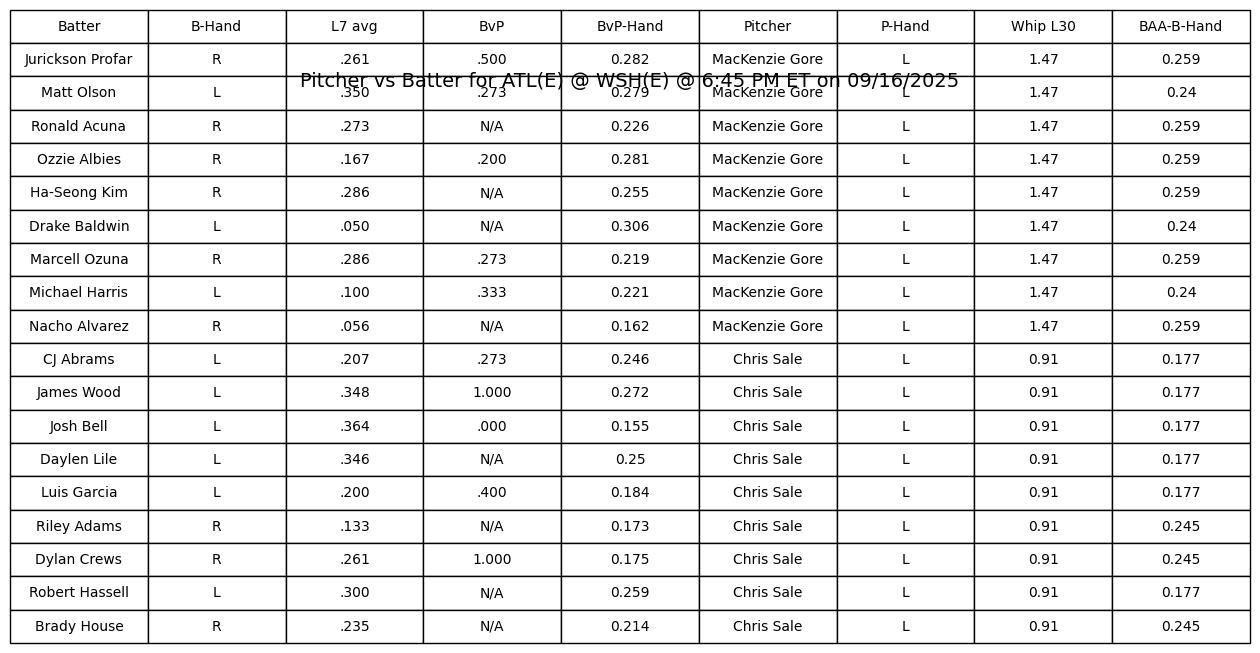 Batter B-Hand L7 avg BvP BvP-Hand Pitcher P-Hand Whip L30 BAA-B-Hand
Jurickson Profar R .261 .500 0.282 MacKenzie Gore L 1.47 0.259
Pitcher vs Batter for ATL(E) @ WSH(E) @ 6:45 PM ET on 09/16/2025
Matt Olson L .350 .273 0.279 MacKenzie Gore L 1.47 0.24
Ronald Acuna R .273 N/A 0.226 MacKenzie Gore L 1.47 0.259
Ozzie Albies R .167 .200 0.281 MacKenzie Gore L 1.47 0.259
Ha-Seong Kim R .286 N/A 0.255 MacKenzie Gore L 1.47 0.259
Drake Baldwin L .050 N/A 0.306 MacKenzie Gore L 1.47 0.24
Marcell Ozuna R .286 .273 0.219 MacKenzie Gore L 1.47 0.259
Michael Harris L .100 .333 0.221 MacKenzie Gore L 1.47 0.24
Nacho Alvarez R .056 N/A 0.162 MacKenzie Gore L 1.47 0.259
CJ Abrams L .207 .273 0.246 Chris Sale L 0.91 0.177
James Wood L .348 1.000 0.272 Chris Sale L 0.91 0.177
Josh Bell L .364 .000 0.155 Chris Sale L 0.91 0.177
Daylen Lile L .346 N/A 0.25 Chris Sale L 0.91 0.177
Luis Garcia L .200 .400 0.184 Chris Sale L 0.91 0.177
Riley Adams R .133 N/A 0.173 Chris Sale L 0.91 0.245
Dylan Crews R .261 1.000 0.175 Chris Sale L 0.91 0.245
Robert Hassell L .300 N/A 0.259 Chris Sale L 0.91 0.177
Brady House R .235 N/A 0.214 Chris Sale L 0.91 0.245